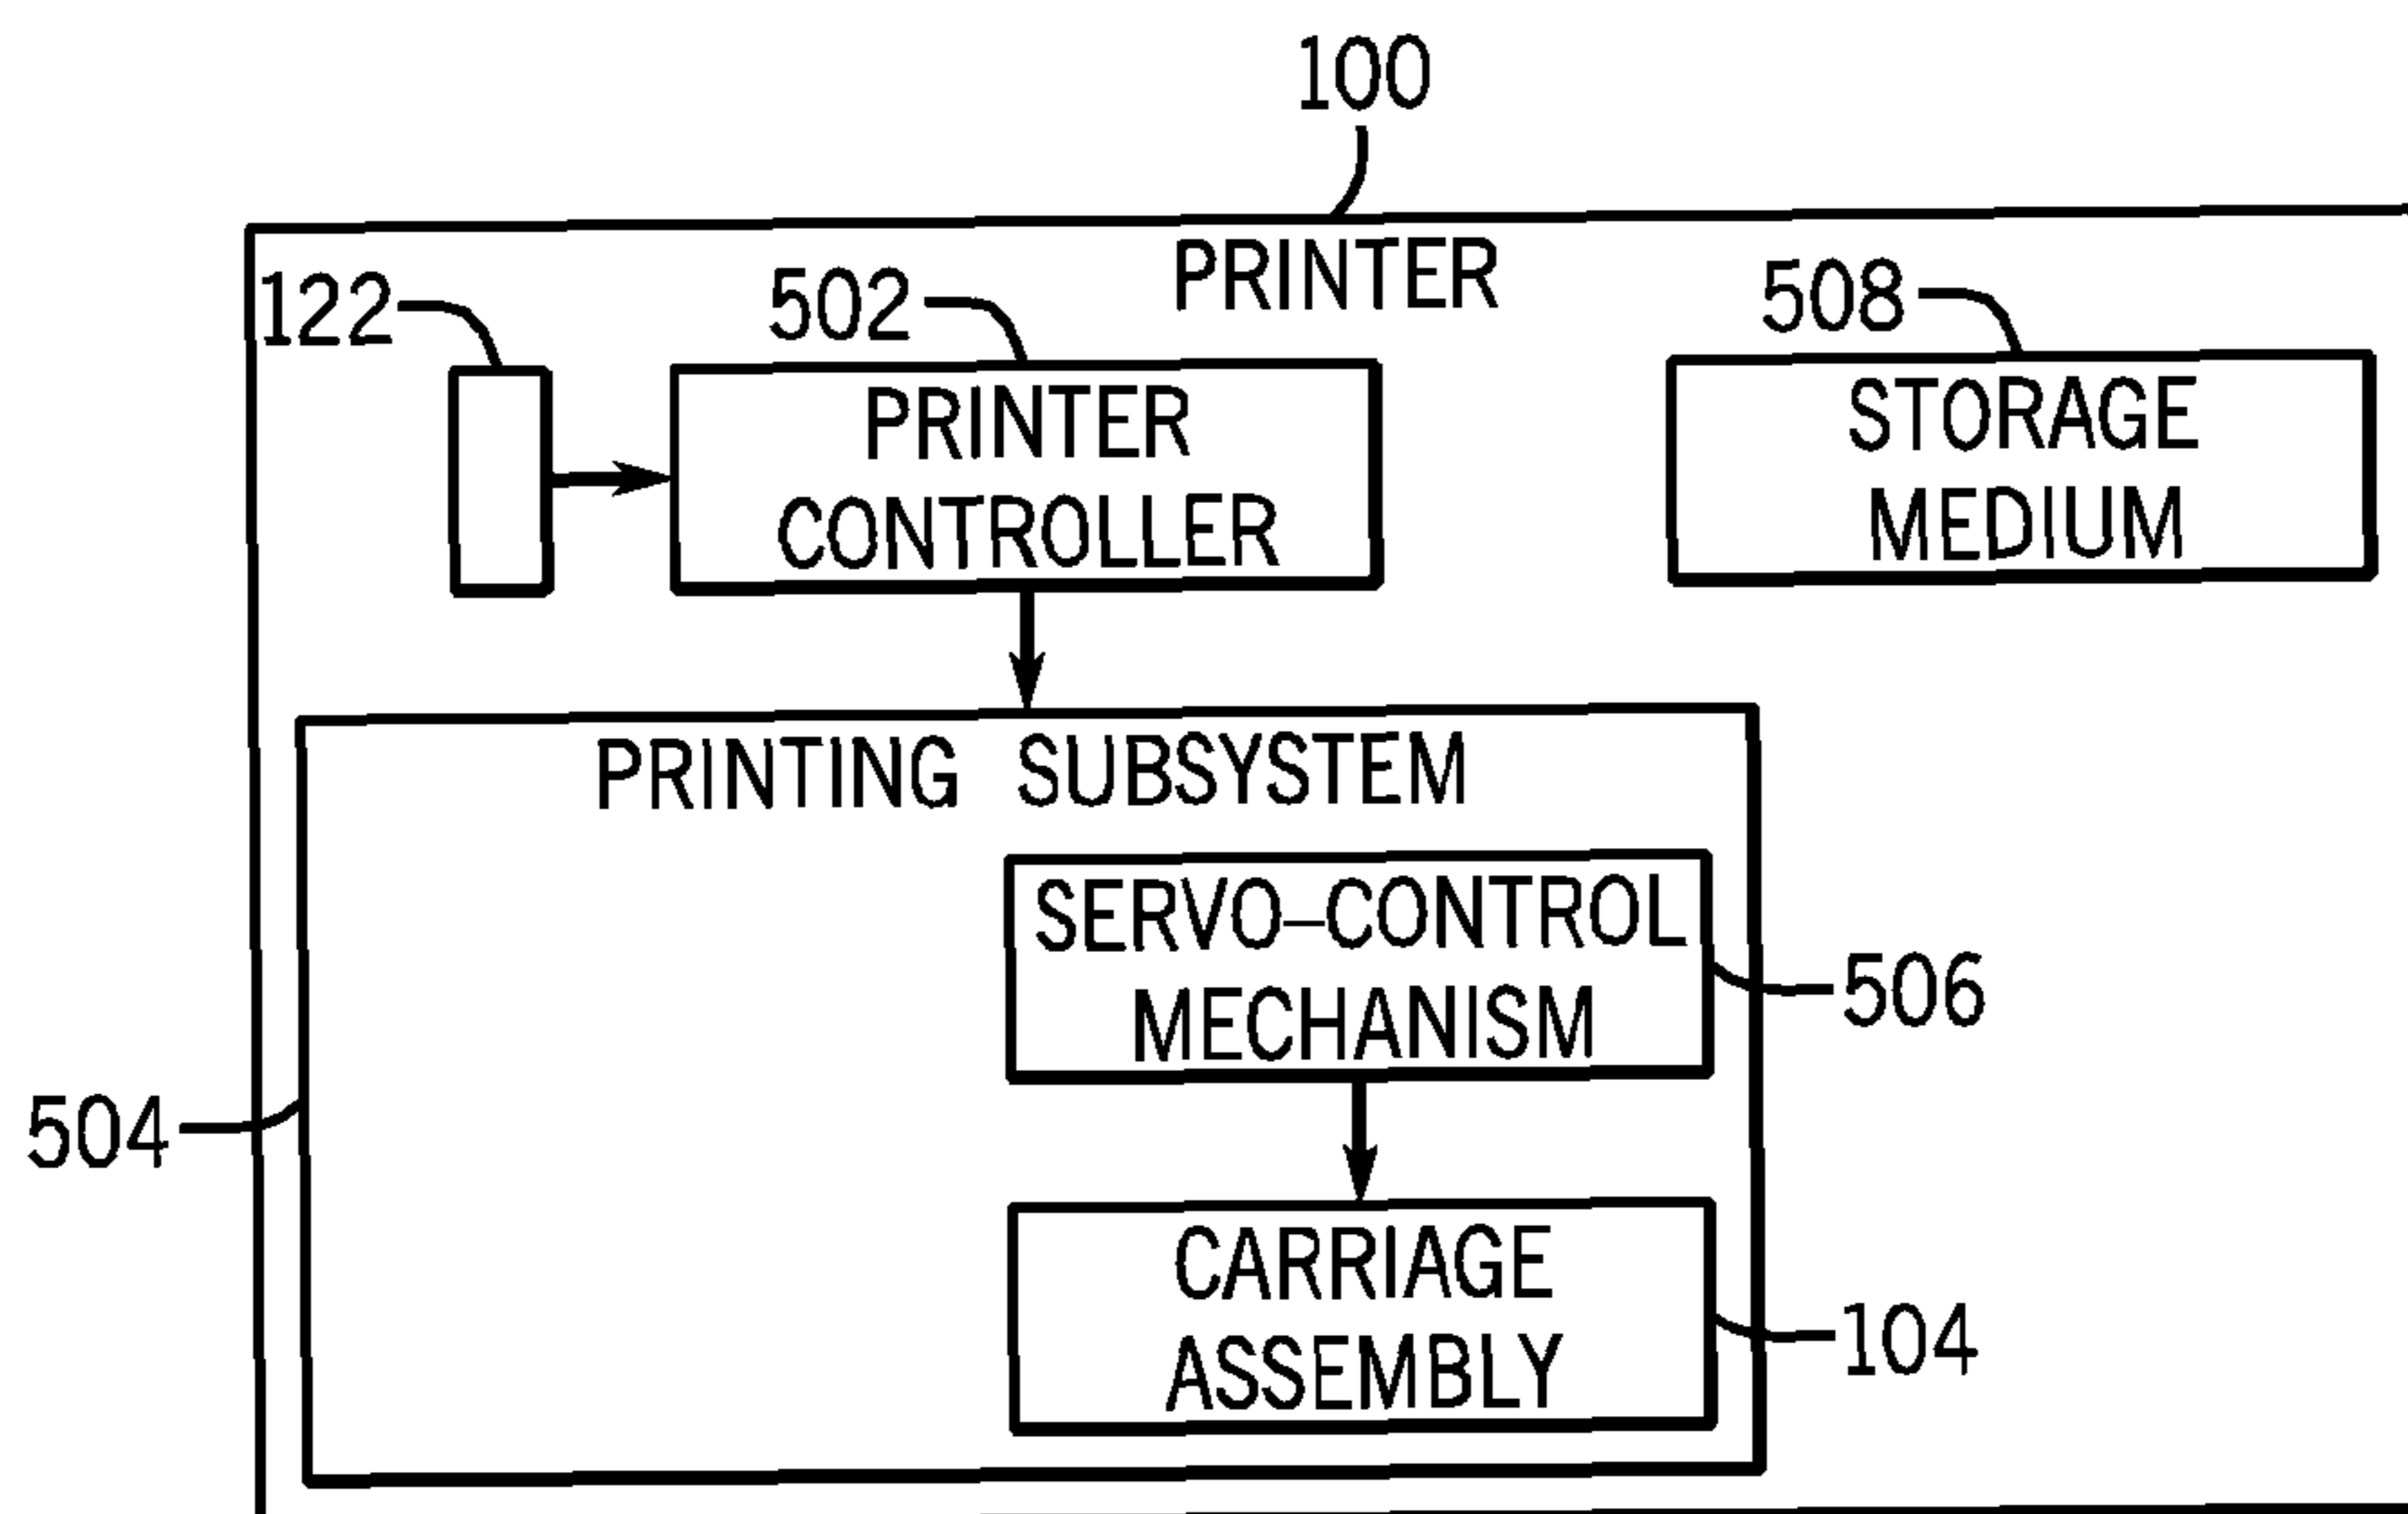 100
PRINTER
122
502
508
PRINTER
CONTROLLER
STORAGE
MEDIUM
PRINTING SUBSYSTEM
SERVO–CONTROL
MECHANISM
506
504
CARRIAGE
ASSEMBLY
104